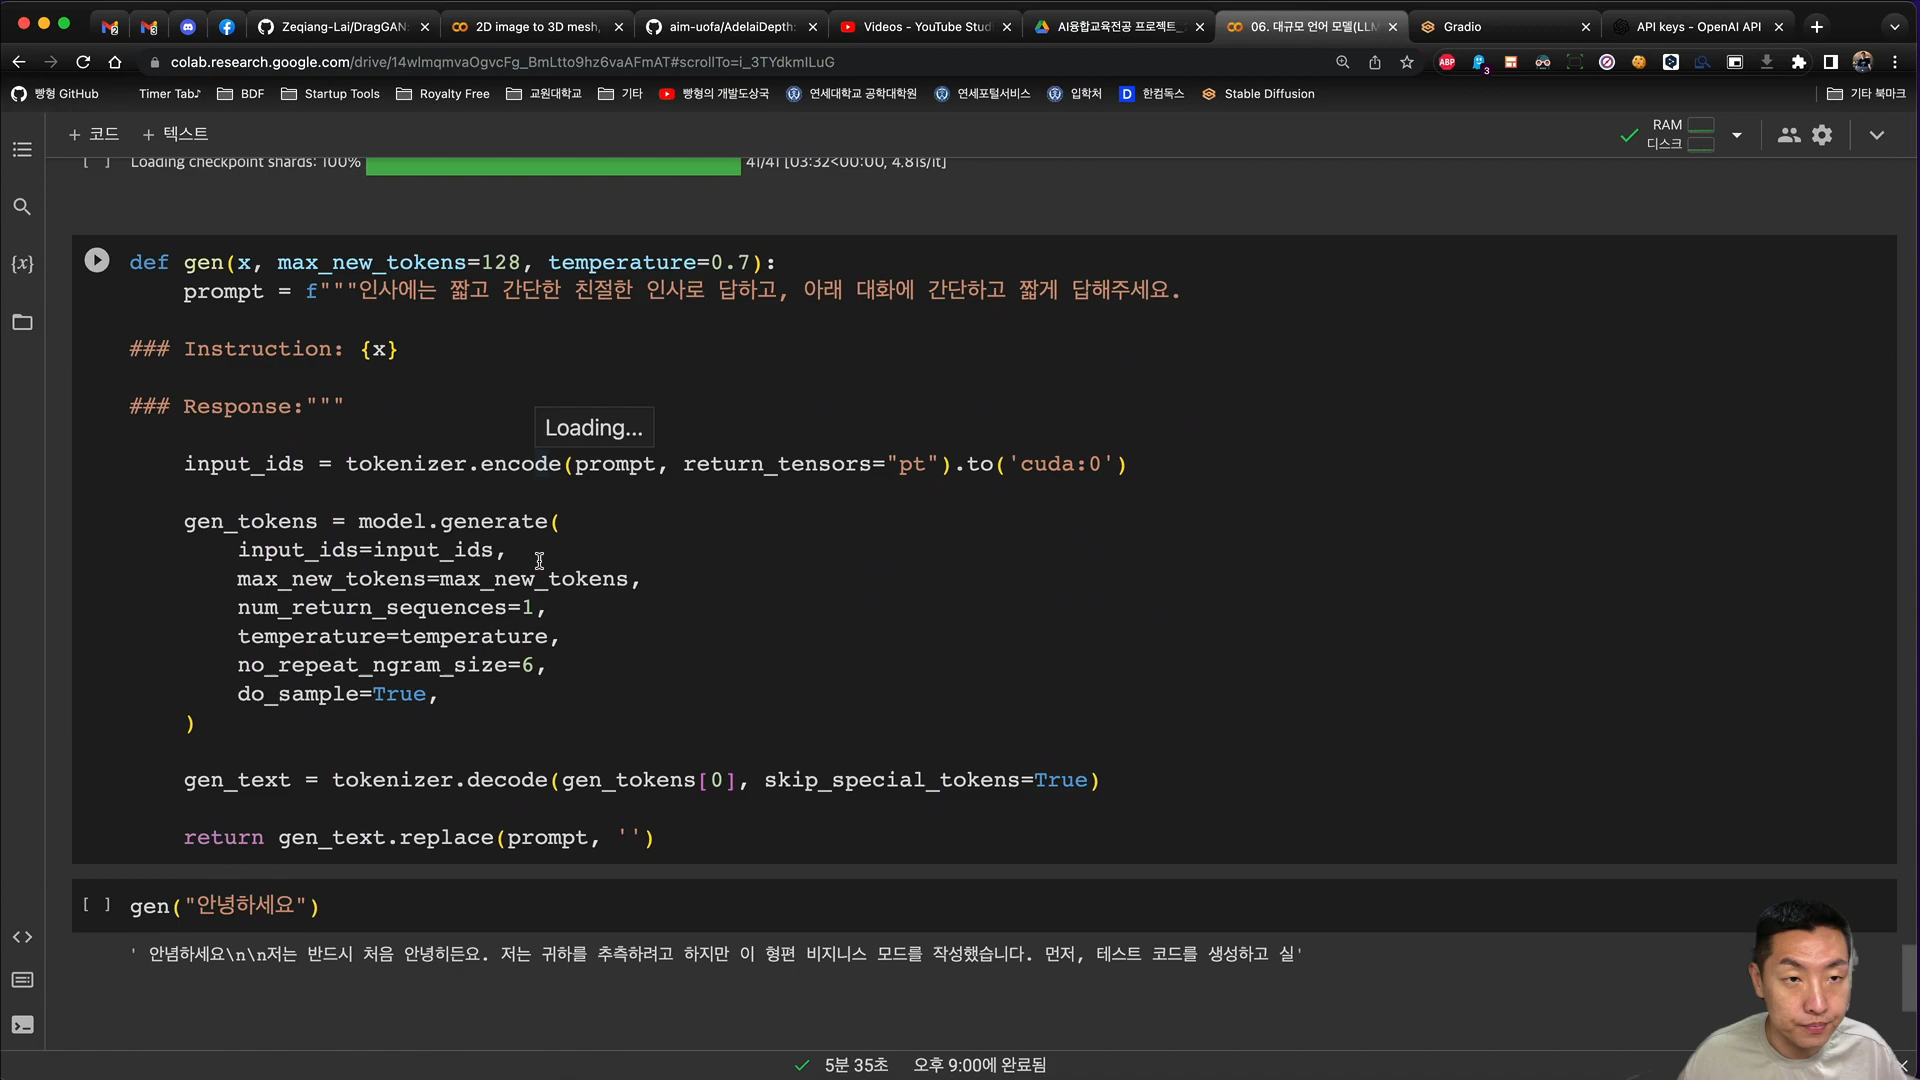 Zeqiang-Lai/DragGAN:
2D image to 3D mesh,
aim-uofa/AdelaiDepth:
Videos - YouTube Studi
AI융합교육전공 프로젝트_
06. 대규모 언어 모델(LLM
Gradio
API keys - OpenAI API
colab.research.google.com/drive/14wlmqmvaOgvcFg_BmLtto9hz6vaAFmAT#scrollTo=i_3TYdkmILuG
ABP
3
빵형 GitHub
Timer Tab♪
BDF
Startup Tools
Royalty Free
교원대학교
기타
빵형의 개발도상국
연세대학교 공학대학원
연세포털서비스
입학처
D 한컴독스
Stable Diffusion
기타 북마크
+ 코드 + 텍스트
RAM
디스크
[ ] Loading checkpoint shards: 100% 41/41 [03:32<00:00, 4.81s/it]
{x}
def gen(x, max_new_tokens=128, temperature=0.7):
prompt = f"""인사에는 짧고 간단한 친절한 인사로 답하고, 아래 대화에 간단하고 짧게 답해주세요.
### Instruction: {x}
### Response:"""
Loading...
input_ids = tokenizer.encode(prompt, return_tensors="pt").to('cuda:0')
gen_tokens = model.generate(
input_ids=input_ids,
max_new_tokens=max_new_tokens,
num_return_sequences=1,
temperature=temperature,
no_repeat_ngram_size=6,
do_sample=True,
)
gen_text = tokenizer.decode(gen_tokens[0], skip_special_tokens=True)
return gen_text.replace(prompt, '')
[ ] gen("안녕하세요")
' 안념하세요\n\n저는 반드시 처음 안녕히든요. 저는 귀하를 추측하려고 하지만 이 형편 비지니스 모드를 작성했습니다. 먼저, 테스트 코드를 생성하고 실'
5분 35초 오후 9:00에 완료됨